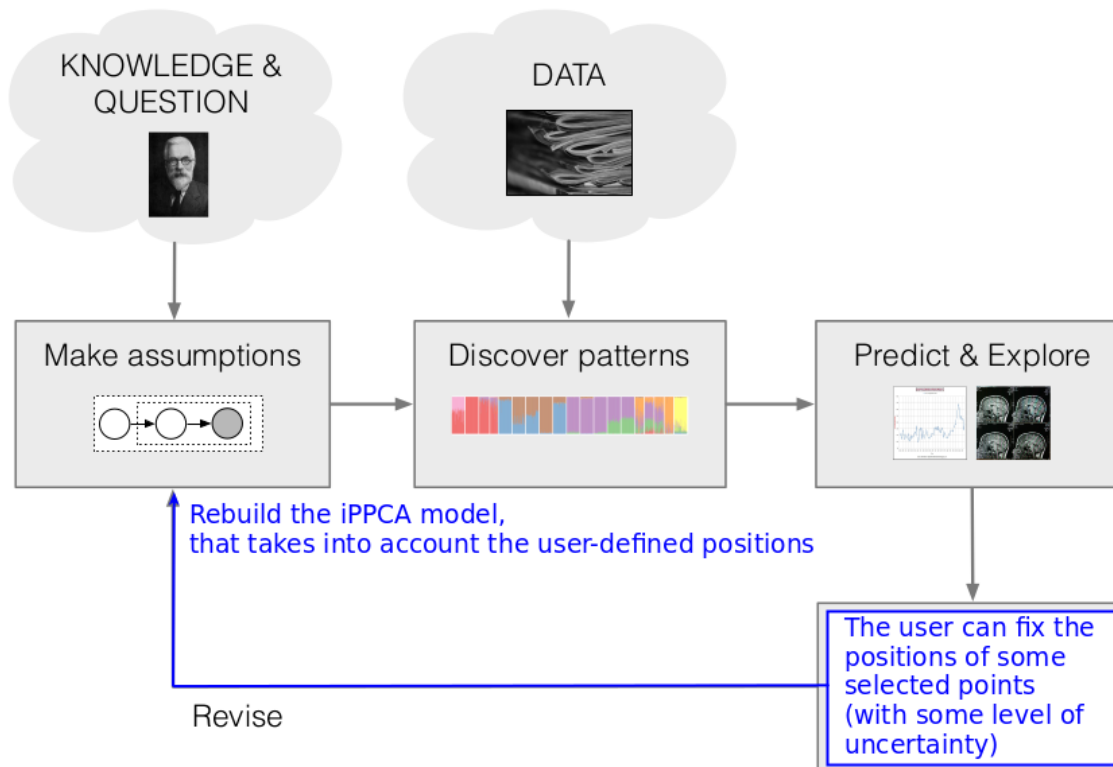 KNOWLEDGE &
QUESTION
DATA
Make assumptions
Discover patterns
Predict & Explore
Rebuild the iPPCA model,
that takes into account the user-defined positions
The user can fix the
positions of some
selected points
(with some level of
uncertainty)
Revise